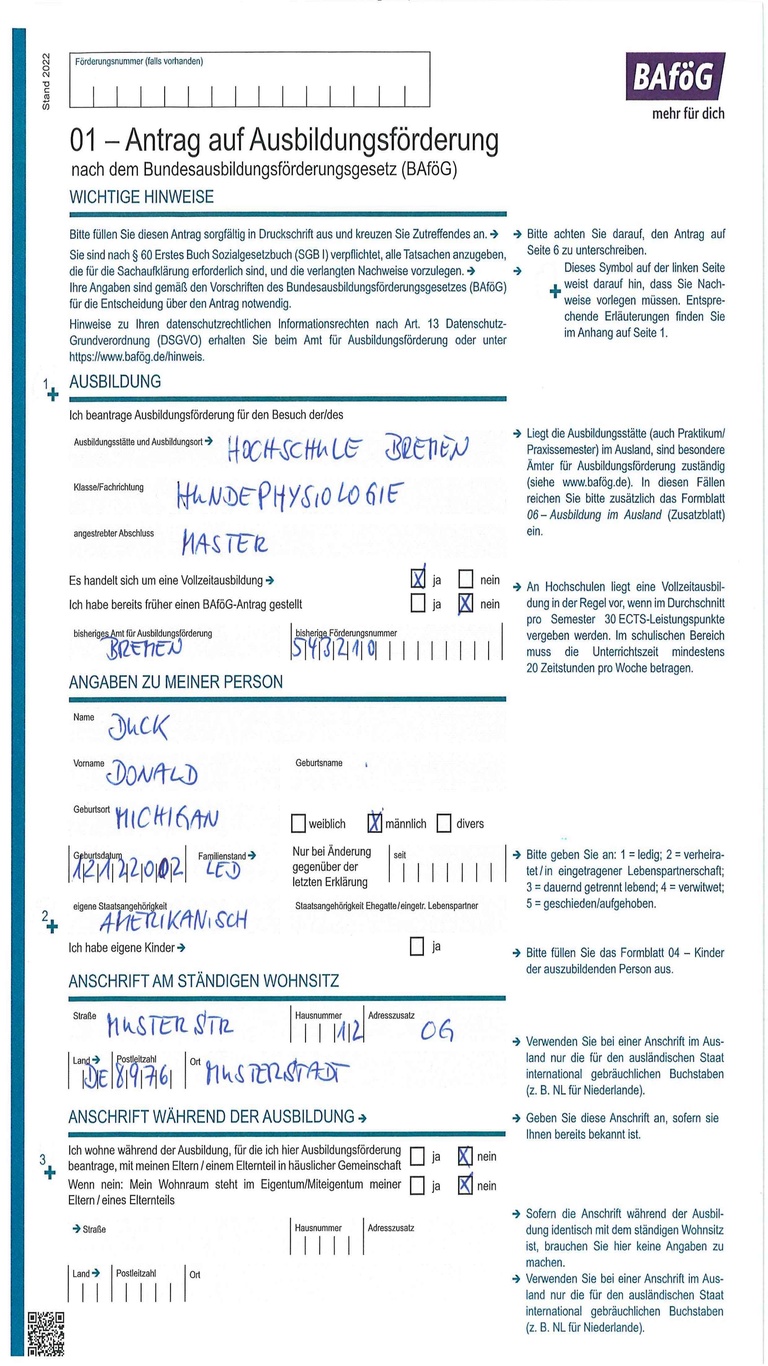 Stand 2022
Förderungsnummer (falls vorhanden)
BAföG
mehr für dich
01 – Antrag auf Ausbildungsförderung
nach dem Bundesausbildungsförderungsgesetz (BAföG)
WICHTIGE HINWEISE
Bitte füllen Sie diesen Antrag sorgfältig in Druckschrift aus und kreuzen Sie Zutreffendes an. →
Sie sind nach § 60 Erstes Buch Sozialgesetzbuch (SGB I) verpflichtet, alle Tatsachen anzugeben,
die für die Sachaufklärung erforderlich sind, und die verlangten Nachweise vorzulegen. →
Ihre Angaben sind gemäß den Vorschriften des Bundesausbildungsförderungsgesetzes (BAföG)
für die Entscheidung über den Antrag notwendig.
Hinweise zu Ihren datenschutzrechtlichen Informationsrechten nach Art. 13 Datenschutz-
Grundverordnung (DSGVO) erhalten Sie beim Amt für Ausbildungsförderung oder unter
https://www.bafög.de/hinweis.
→ Bitte achten Sie darauf, den Antrag auf
Seite 6 zu unterschreiben.
→ Dieses Symbol auf der linken Seite
+ weist darauf hin, dass Sie Nach-
weise vorlegen müssen. Entspre-
chende Erläuterungen finden Sie
im Anhang auf Seite 1.
1 + AUSBILDUNG
Ich beantrage Ausbildungsförderung für den Besuch der/des
Ausbildungsstätte und Ausbildungsort → HOCHSCHULE BREMEN
Klasse/Fachrichtung HUNDEPHYSIOLOGIE
angestrebter Abschluss MASTER
→ Liegt die Ausbildungsstätte (auch Praktikum/
Praxissemester) im Ausland, sind besondere
Ämter für Ausbildungsförderung zuständig
(siehe www.bafög.de). In diesen Fällen
reichen Sie bitte zusätzlich das Formblatt
06 – Ausbildung im Ausland (Zusatzblatt)
ein.
Es handelt sich um eine Vollzeitausbildung → X ja nein
Ich habe bereits früher einen BAföG-Antrag gestellt ja X nein
bisheriges Amt für Ausbildungsförderung bisherige Förderungsnummer
BREMEN 543210
→ An Hochschulen liegt eine Vollzeitausbil-
dung in der Regel vor, wenn im Durchschnitt
pro Semester 30 ECTS-Leistungspunkte
vergeben werden. Im schulischen Bereich
muss die Unterrichtszeit mindestens
20 Zeitstunden pro Woche betragen.
ANGABEN ZU MEINER PERSON
Name DUCK
Vorname DONALD Geburtsname
Geburtsort MICHIGAN weiblich X männlich divers
Geburtsdatum Familienstand → Nur bei Änderung gegenüber der letzten Erklärung seit
12122002 LED
→ Bitte geben Sie an: 1 = ledig; 2 = verheira-
tet / in eingetragener Lebenspartnerschaft;
3 = dauernd getrennt lebend; 4 = verwitwet;
5 = geschieden/aufgehoben.
2 + eigene Staatsangehörigkeit Staatsangehörigkeit Ehegatte/eingetr. Lebenspartner
AMERIKANISCH
Ich habe eigene Kinder → ja
→ Bitte füllen Sie das Formblatt 04 – Kinder
der auszubildenden Person aus.
ANSCHRIFT AM STÄNDIGEN WOHNSITZ
Straße Hausnummer Adresszusatz
MUSTERSTR 12 OG
Land → Postleitzahl Ort
DE 8976 MUSTERSTADT
→ Verwenden Sie bei einer Anschrift im Aus-
land nur die für den ausländischen Staat
international gebräuchlichen Buchstaben
(z. B. NL für Niederlande).
ANSCHRIFT WÄHREND DER AUSBILDUNG →
→ Geben Sie diese Anschrift an, sofern sie
Ihnen bereits bekannt ist.
3 + Ich wohne während der Ausbildung, für die ich hier Ausbildungsförderung
beantrage, mit meinen Eltern / einem Elternteil in häuslicher Gemeinschaft ja X nein
Wenn nein: Mein Wohnraum steht im Eigentum/Miteigentum meiner
Eltern / eines Elternteils ja X nein
→ Straße Hausnummer Adresszusatz
Land → Postleitzahl Ort
→ Sofern die Anschrift während der Ausbil-
dung identisch mit dem ständigen Wohnsitz
ist, brauchen Sie hier keine Angaben zu
machen.
→ Verwenden Sie bei einer Anschrift im Aus-
land nur die für den ausländischen Staat
international gebräuchlichen Buchstaben
(z. B. NL für Niederlande).